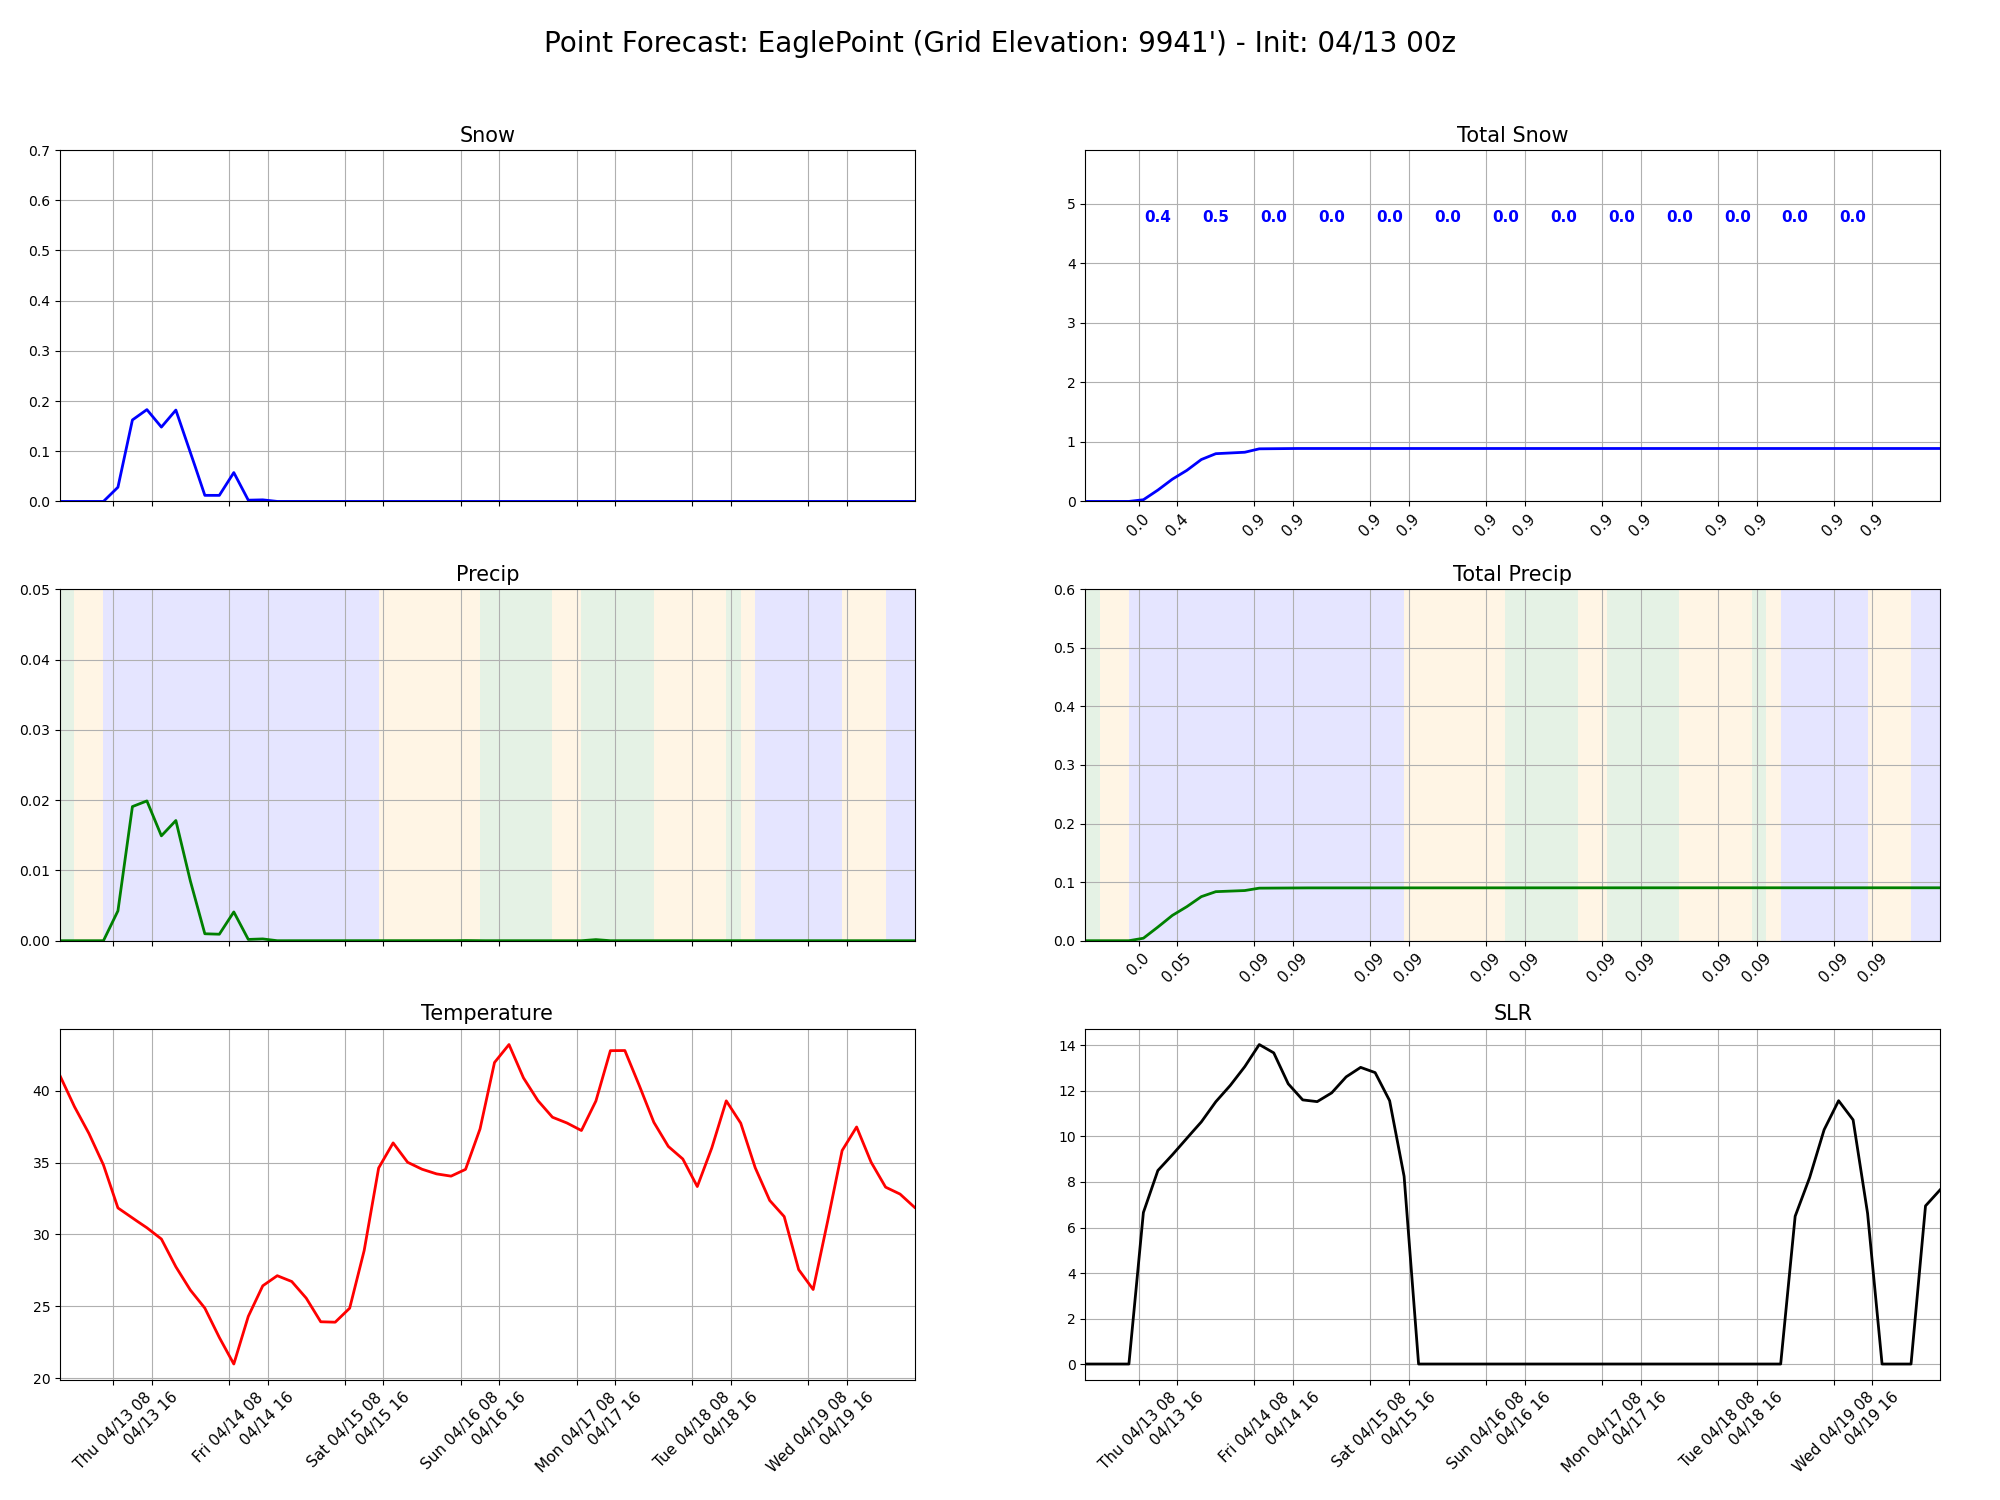 Point Forecast: EaglePoint (Grid Elevation: 9941') - Init: 04/13 00z
Snow
0.7
0.6
0.5
0.4
0.3
0.2
0.1
0.0
Total Snow
5
4
3
2
1
0
0.4 0.5 0.0 0.0 0.0 0.0 0.0 0.0 0.0 0.0 0.0 0.0 0.0
0.0 0.4 0.9 0.9 0.9 0.9 0.9 0.9 0.9 0.9 0.9 0.9 0.9 0.9
Precip
0.05
0.04
0.03
0.02
0.01
0.00
Total Precip
0.6
0.5
0.4
0.3
0.2
0.1
0.0
0.0 0.05 0.09 0.09 0.09 0.09 0.09 0.09 0.09 0.09 0.09 0.09 0.09 0.09
Temperature
40
35
30
25
20
Thu 04/13 08
04/13 16
Fri 04/14 08
04/14 16
Sat 04/15 08
04/15 16
Sun 04/16 08
04/16 16
Mon 04/17 08
04/17 16
Tue 04/18 08
04/18 16
Wed 04/19 08
04/19 16
SLR
14
12
10
8
6
4
2
0
Thu 04/13 08
04/13 16
Fri 04/14 08
04/14 16
Sat 04/15 08
04/15 16
Sun 04/16 08
04/16 16
Mon 04/17 08
04/17 16
Tue 04/18 08
04/18 16
Wed 04/19 08
04/19 16